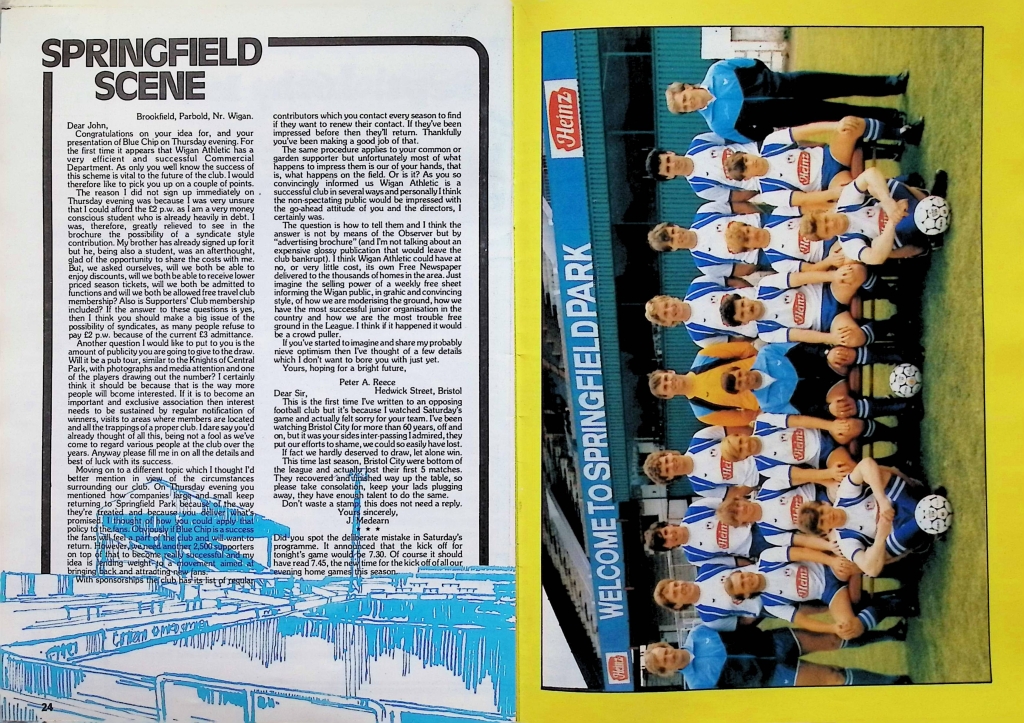 SPRINGFIELD
SCENE
Brookfield, Parbold, Nr. Wigan.
Dear John,
Congratulations on your idea for, and your
presentation of Blue Chip on Thursday evening. For
the first time it appears that Wigan Athletic has a
very efficient and successful Commercial
Department. As only you well know the success of
this scheme is vital to the future of the club. I would
therefore like to pick you up on a couple of points.
The reason I did not sign up immediately on
Thursday evening was because I was very unsure
that I could afford the £2 p.w. as I am a very money
conscious student who is already heavily in debt. I
was, therefore, greatly relieved to see in the
brochure the possibility of a syndicate style
contribution. My brother has already signed up for it
but he, being also a student, was an afterthought,
glad of the opportunity to share the costs with me.
But, we asked ourselves, will we both be able to
enjoy discounts, will we both be able to receive lower
priced season tickets, will we both be admitted to
functions and will we both be allowed free travel club
membership? Also is Supporters' Club membership
included? If the answer to these questions is yes,
then I think you should make a big issue of the
possibility of syndicates, as many people refuse to
pay £2 p.w. because of the current £3 admittance.
Another question I would like to put to you is the
amount of publicity you are going to give to the draw.
Will it be a pub tour, similar to the Knights of Central
Park, with photographs and media attention and one
of the players drawing out the number? I certainly
think it should be because that is the way more
people will become interested. If it is to become an
important and exclusive association then interest
needs to be sustained by regular notification of
winners, visits to areas where members are located
and all the trappings of a proper club. I dare say you'd
already thought of all this, being not a fool as we've
come to regard various people at the club over the
years. Anyway please fill me in on all the details and
best of luck with its success.
Moving on to a different topic which I thought I'd
better mention in view of the circumstances
surrounding our club. On Thursday evening you
mentioned how companies large and small keep
returning to Springfield Park because of the way
they're treated and because you deliver what's
promised. I thought of how you could apply that
policy to the fans. Obviously if Blue Chip is a success
the fans will feel a part of the club and will want to
return. However, we need another 2,500 supporters
on top of that to become really successful and my
idea is lending weight to a movement aimed at
bringing back and attracting new fans.
With sponsorships the club has its list of regular
24
contributors which you contact every season to find
if they want to renew their contact. If they've been
impressed before then they'll return. Thankfully
you've been making a good job of that.
The same procedure applies to your common or
garden supporter but unfortunately most of what
happens to impress them is our of your hands, that
is, what happens on the field. Or is it? As you so
convincingly informed us Wigan Athletic is a
successful club in several ways and personally I think
the non-spectating public would be impressed with
the go-ahead attitude of you and the directors, I
certainly was.
The question is how to tell them and I think the
answer is not by means of the Observer but by
"advertising brochure" (and I'm not talking about an
expensive glossy publication that would leave the
club bankrupt). I think Wigan Athletic could have at
no, or very little cost, its own Free Newspaper
delivered to the thousands of homes in the area. Just
imagine the selling power of a weekly free sheet
informing the Wigan public, in grahic and convincing
style, of how we are moderising the ground, how we
have the most successful junior organisation in the
country and how we are the most trouble free
ground in the League. I think if it happened it would
be a crowd puller.
If you've started to imagine and share my probably
nieve optimism then I've thought of a few details
which I don't want to bore you with just yet.
Yours, hoping for a bright future,
Peter A. Reece
Hedwick Street, Bristol
Dear Sir,
This is the first time I've written to an opposing
football club but it's because I watched Saturday's
game and actually felt sorry for your team. I've been
watching Bristol City for more than 60 years, off and
on, but it was your sides inter-passing I admired, they
put our efforts to shame, we could so easily have lost.
If fact we hardly deserved to draw, let alone win.
This time last season, Bristol City were bottom of
the league and actually lost their first 5 matches.
They recovered and finished way up the table, so
please take consolation, keep your lads plugging
away, they have enough talent to do the same.
Don't waste a stamp, this does not need a reply.
Yours sincerely,
J. Medearn
★ ★ ★
Did you spot the deliberate mistake in Saturday's
programme. It announced that the kick off for
tonight's game would be 7.30. Of course it should
have read 7.45, the new time for the kick off of all our
evening home games this season.
Heinz
WELCOME TO SPRINGFIELD PARK
Heinz
Heinz
Heinz
Heinz
Heinz
Heinz
Heinz
Heinz